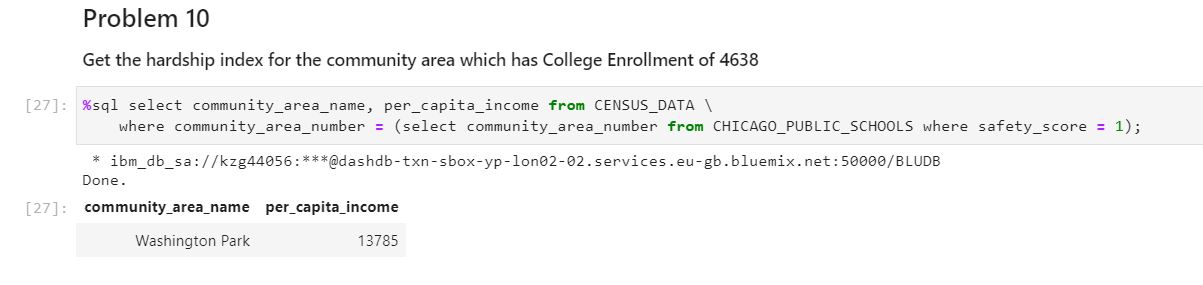 Problem 10
Get the hardship index for the community area which has College Enrollment of 4638
[27]: %sql select community_area_name, per_capita_income from CENSUS_DATA \
where community_area_number = (select community_area_number from CHICAGO_PUBLIC_SCHOOLS where safety_score = 1);
* ibm_db_sa://kzg44056:***@dashdb-txn-sbox-yp-lon02-02.services.eu-gb.bluemix.net:50000/BLUDB
Done.
[27]: community_area_name per_capita_income
Washington Park 13785